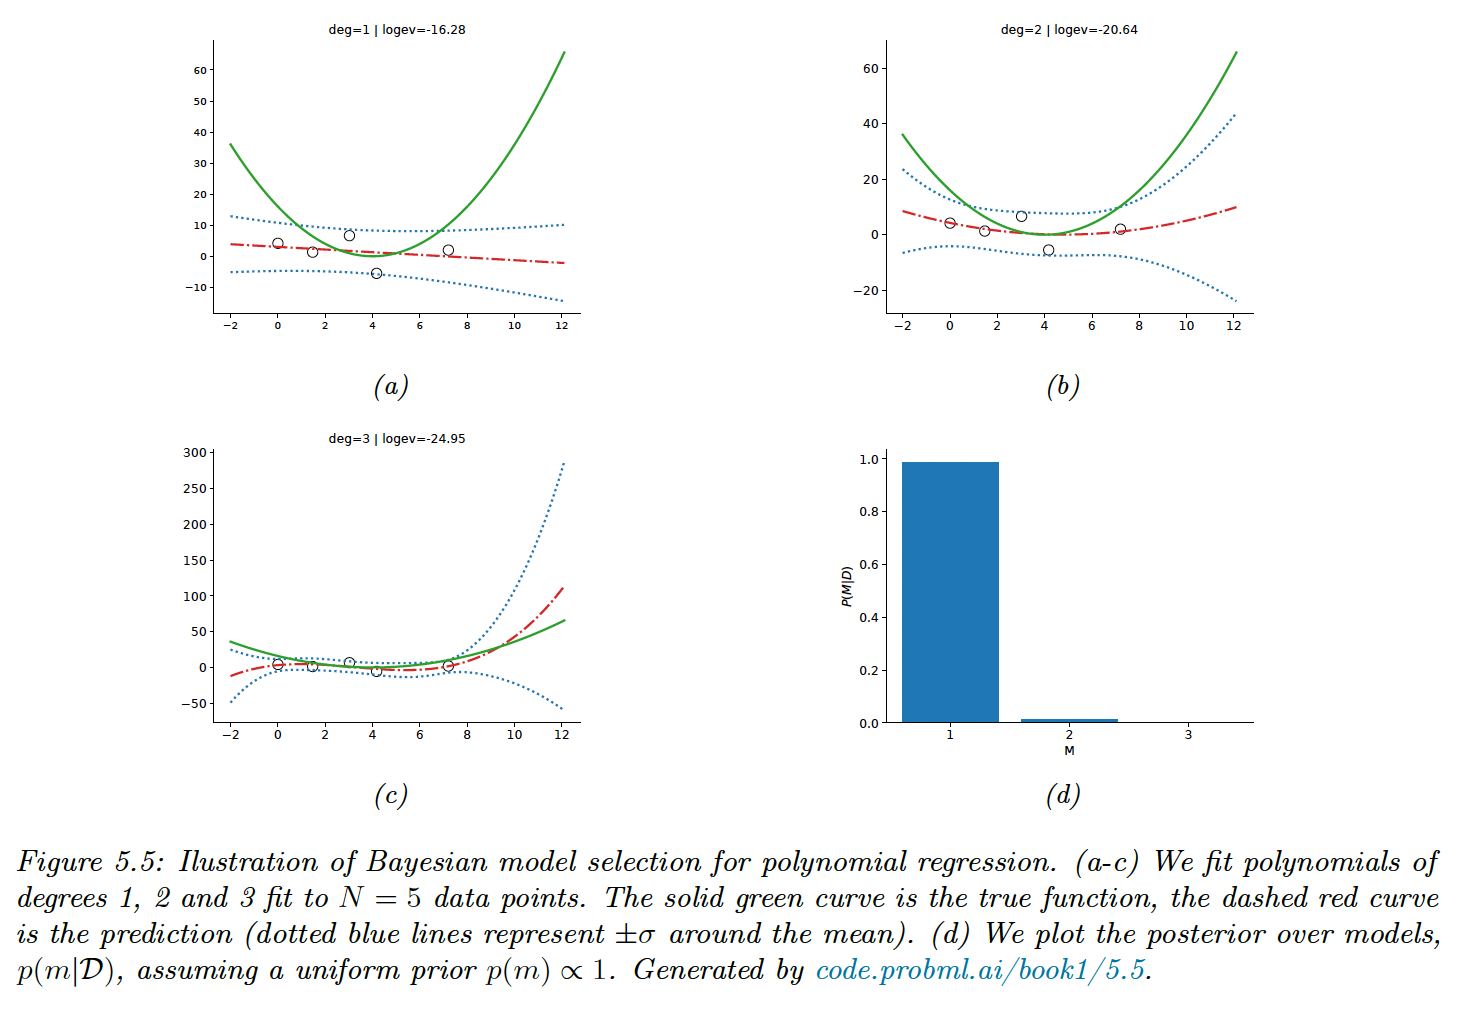 deg=1 | logev=-16.28
60
50
40
30
20
10
0
−10
−2 0 2 4 6 8 10 12
(a)
deg=2 | logev=-20.64
60
40
20
0
−20
−2 0 2 4 6 8 10 12
(b)
deg=3 | logev=-24.95
300
250
200
150
100
50
0
−50
−2 0 2 4 6 8 10 12
(c)
1.0
0.8
0.6
0.4
0.2
0.0
P(M|D)
1 2 3
M
(d)
Figure 5.5: Ilustration of Bayesian model selection for polynomial regression. (a-c) We fit polynomials of
degrees 1, 2 and 3 fit to N = 5 data points. The solid green curve is the true function, the dashed red curve
is the prediction (dotted blue lines represent ±σ around the mean). (d) We plot the posterior over models,
p(m|𝒟), assuming a uniform prior p(m) ∝ 1. Generated by code.probml.ai/book1/5.5.